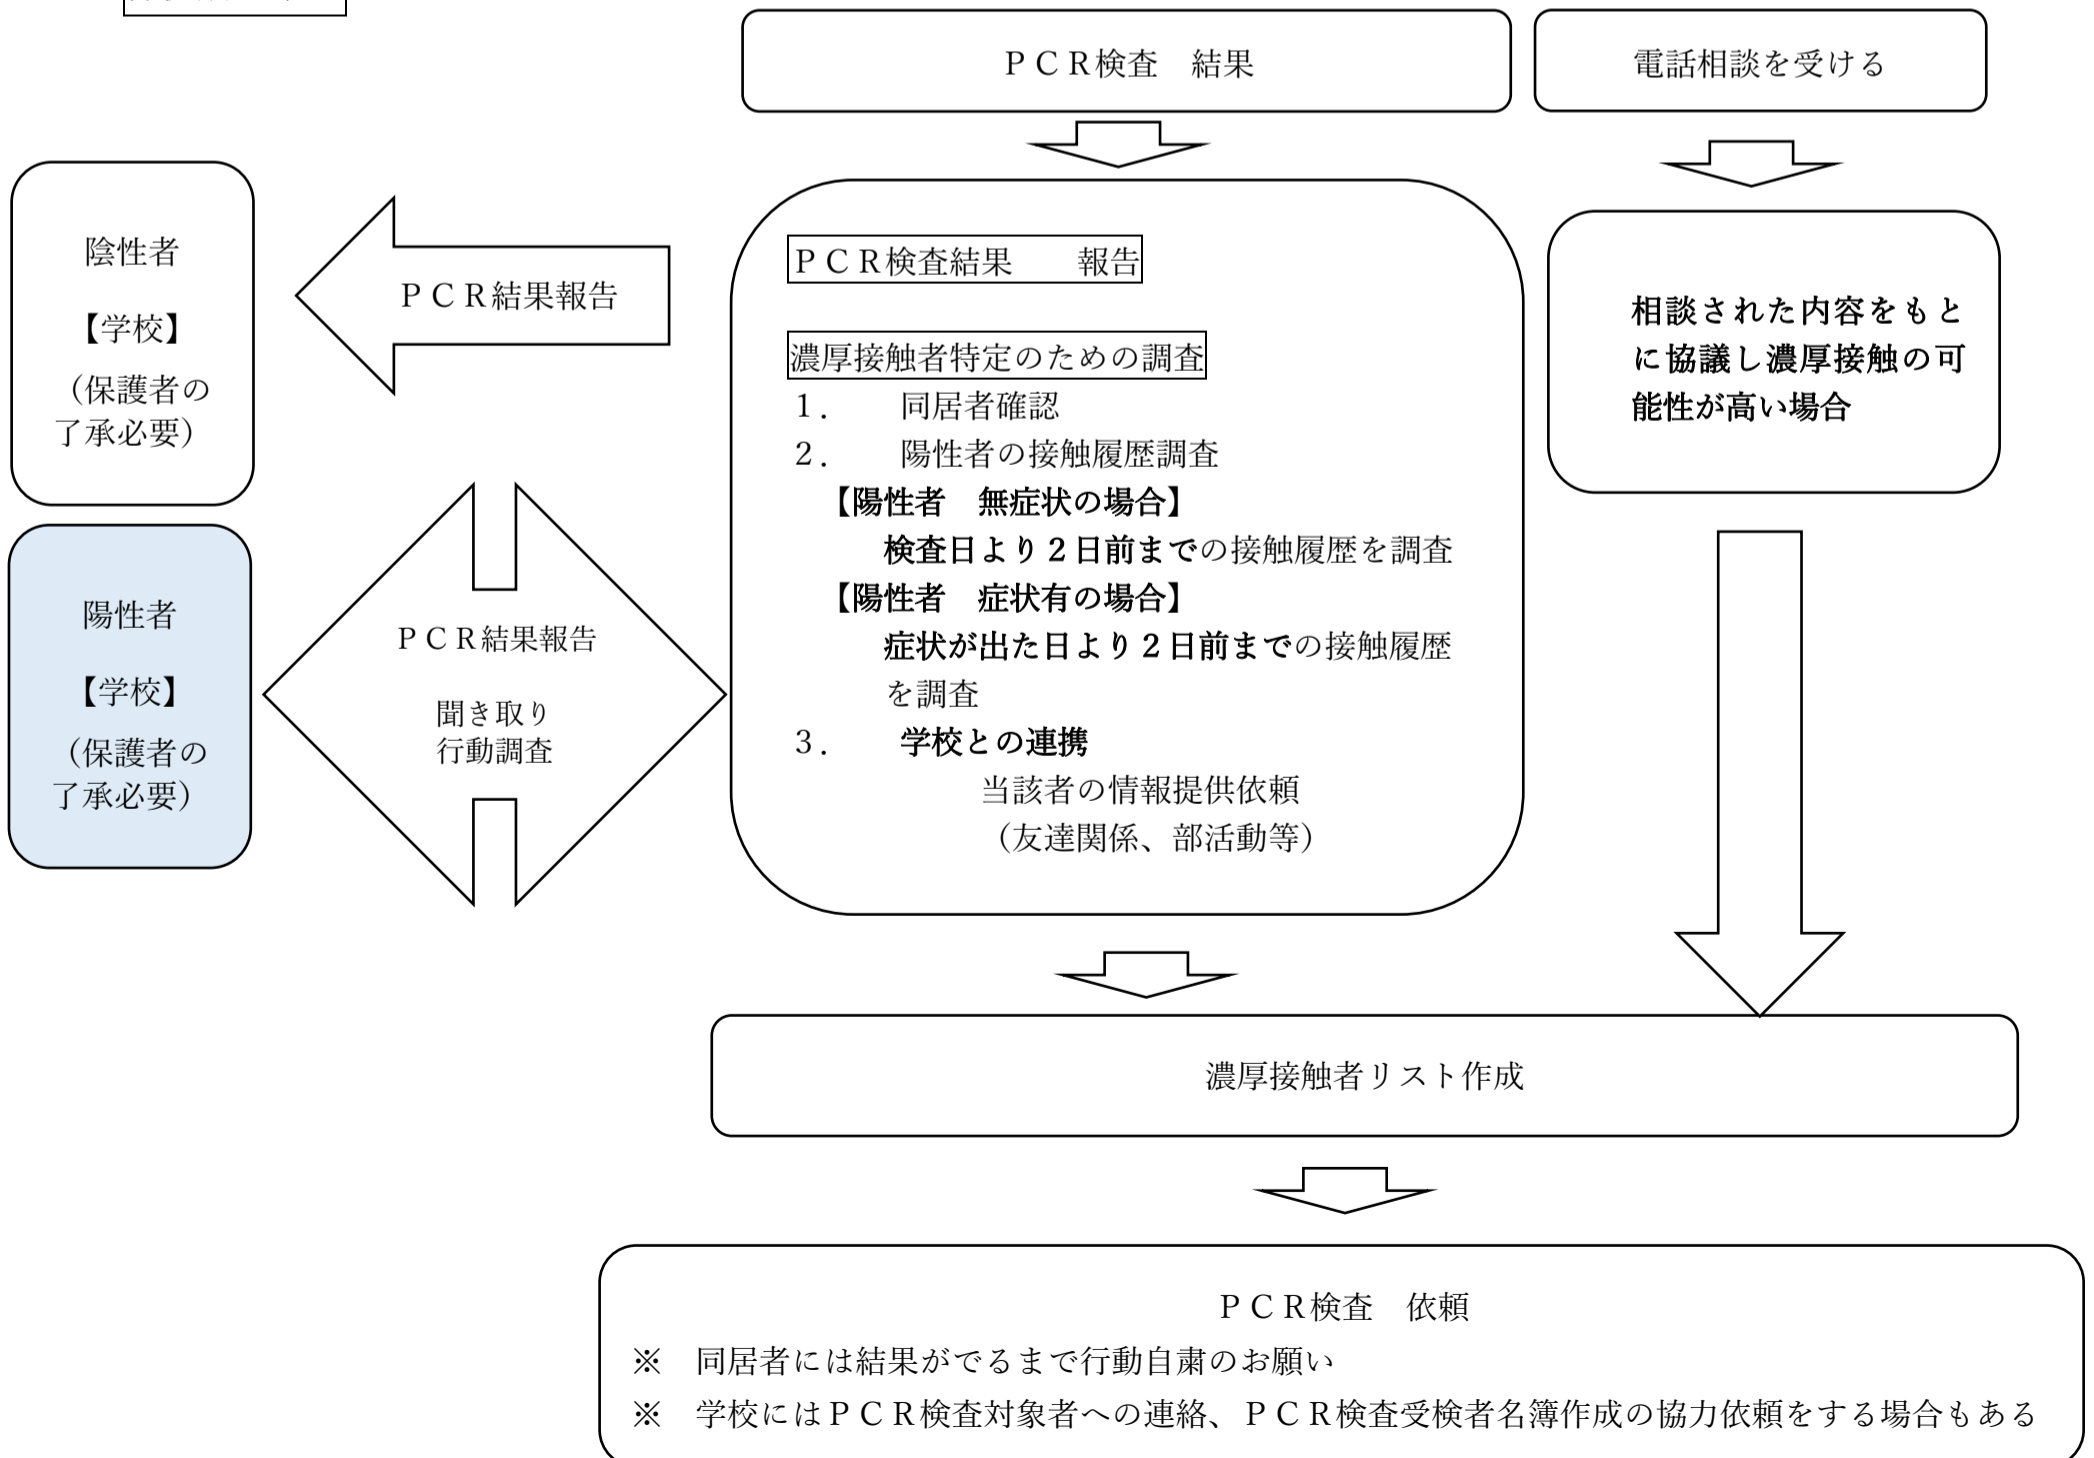 ＰＣＲ検査　結果
電話相談を受ける
陰性者
【学校】
（保護者の
了承必要）
ＰＣＲ結果報告
ＰＣＲ検査結果　　報告
濃厚接触者特定のための調査
１．　　同居者確認
２．　　陽性者の接触履歴調査
【陽性者　無症状の場合】
検査日より２日前までの接触履歴を調査
【陽性者　症状有の場合】
症状が出た日より２日前までの接触履歴
を調査
３．　　学校との連携
当該者の情報提供依頼
（友達関係、部活動等）
相談された内容をもと
に協議し濃厚接触の可
能性が高い場合
陽性者
【学校】
（保護者の
了承必要）
ＰＣＲ結果報告
聞き取り
行動調査
濃厚接触者リスト作成
ＰＣＲ検査　依頼
※　同居者には結果がでるまで行動自粛のお願い
※　学校にはＰＣＲ検査対象者への連絡、ＰＣＲ検査受検者名簿作成の協力依頼をする場合もある